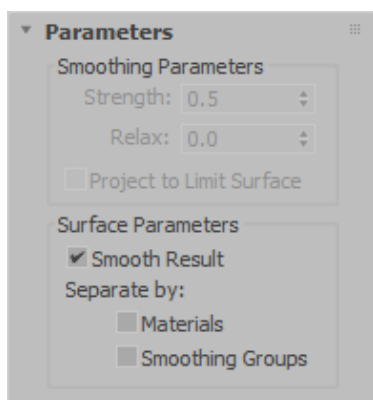 Parameters
Smoothing Parameters
Strength: 0.5
Relax: 0.0
Project to Limit Surface
Surface Parameters
Smooth Result
Separate by:
Materials
Smoothing Groups